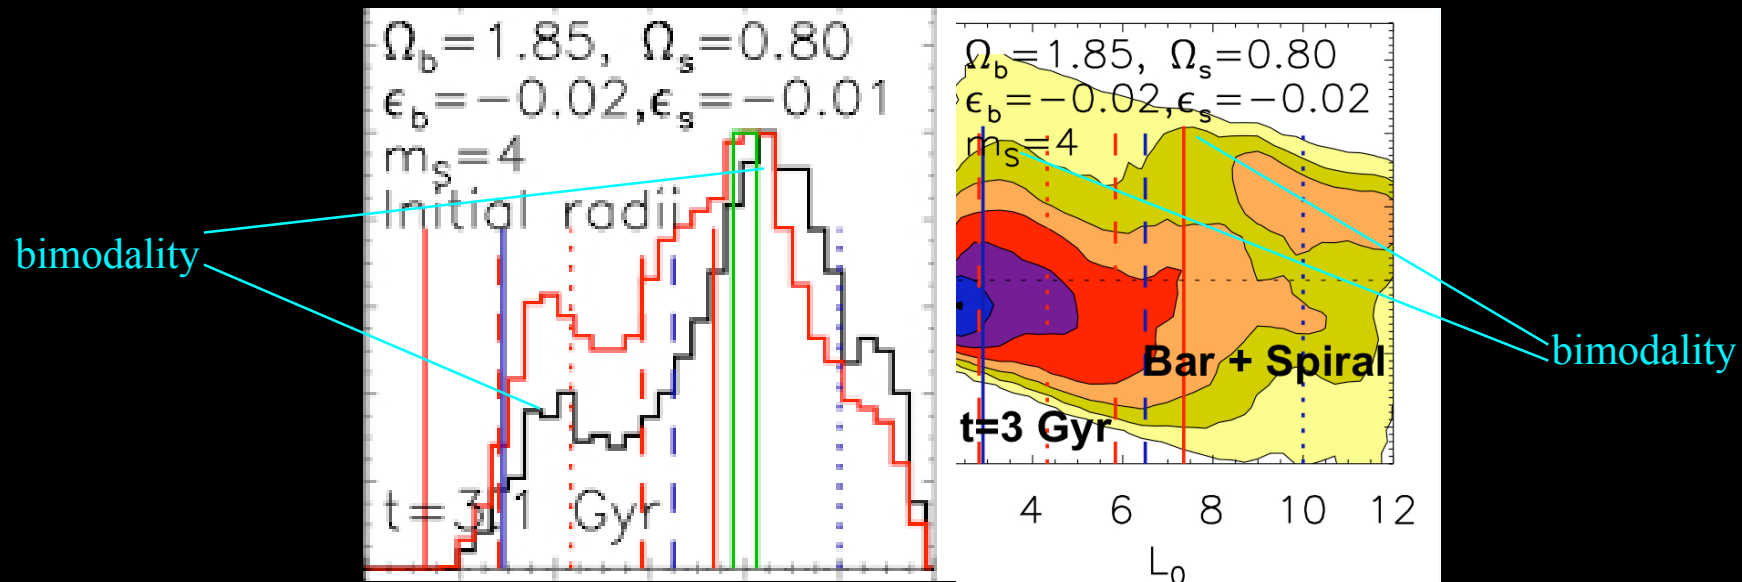 Ω_b=1.85, Ω_s=0.80
ϵ_b=−0.02,ϵ_s=−0.01
m_s=4
Initial radii
bimodality
t=3.1 Gyr
Ω_b=1.85, Ω_s=0.80
ϵ_b=−0.02,ϵ_s=−0.02
m_s=4
Bar + Spiral
bimodality
t=3 Gyr
4 6 8 10 12
L_0